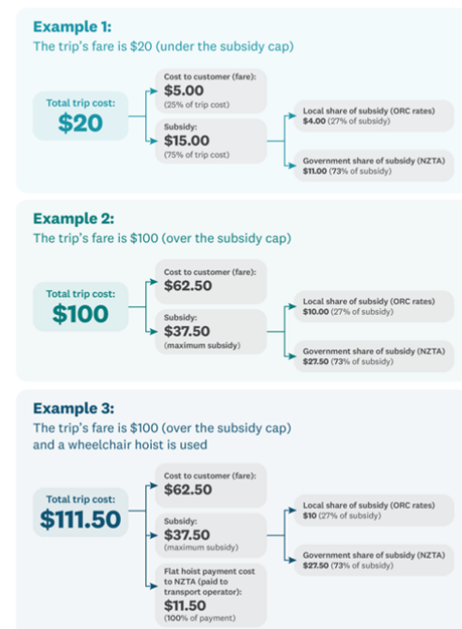 Example 1:
The trip's fare is $20 (under the subsidy cap)
Total trip cost:
$20
Cost to customer (fare):
$5.00
(25% of trip cost)
Subsidy:
$15.00
(75% of trip cost)
Local share of subsidy (ORC rates)
$4.00 (27% of subsidy)
Government share of subsidy (NZTA)
$11.00 (73% of subsidy)
Example 2:
The trip's fare is $100 (over the subsidy cap)
Total trip cost:
$100
Cost to customer (fare):
$62.50
Subsidy:
$37.50
(maximum subsidy)
Local share of subsidy (ORC rates)
$10.00 (27% of subsidy)
Government share of subsidy (NZTA)
$27.50 (73% of subsidy)
Example 3:
The trip's fare is $100 (over the subsidy cap)
and a wheelchair hoist is used
Total trip cost:
$111.50
Cost to customer (fare):
$62.50
Subsidy:
$37.50
(maximum subsidy)
Flat hoist payment cost
to NZTA (paid to
transport operator):
$11.50
(100% of payment)
Local share of subsidy (ORC rates)
$10 (27% of subsidy)
Government share of subsidy (NZTA)
$27.50 (73% of subsidy)